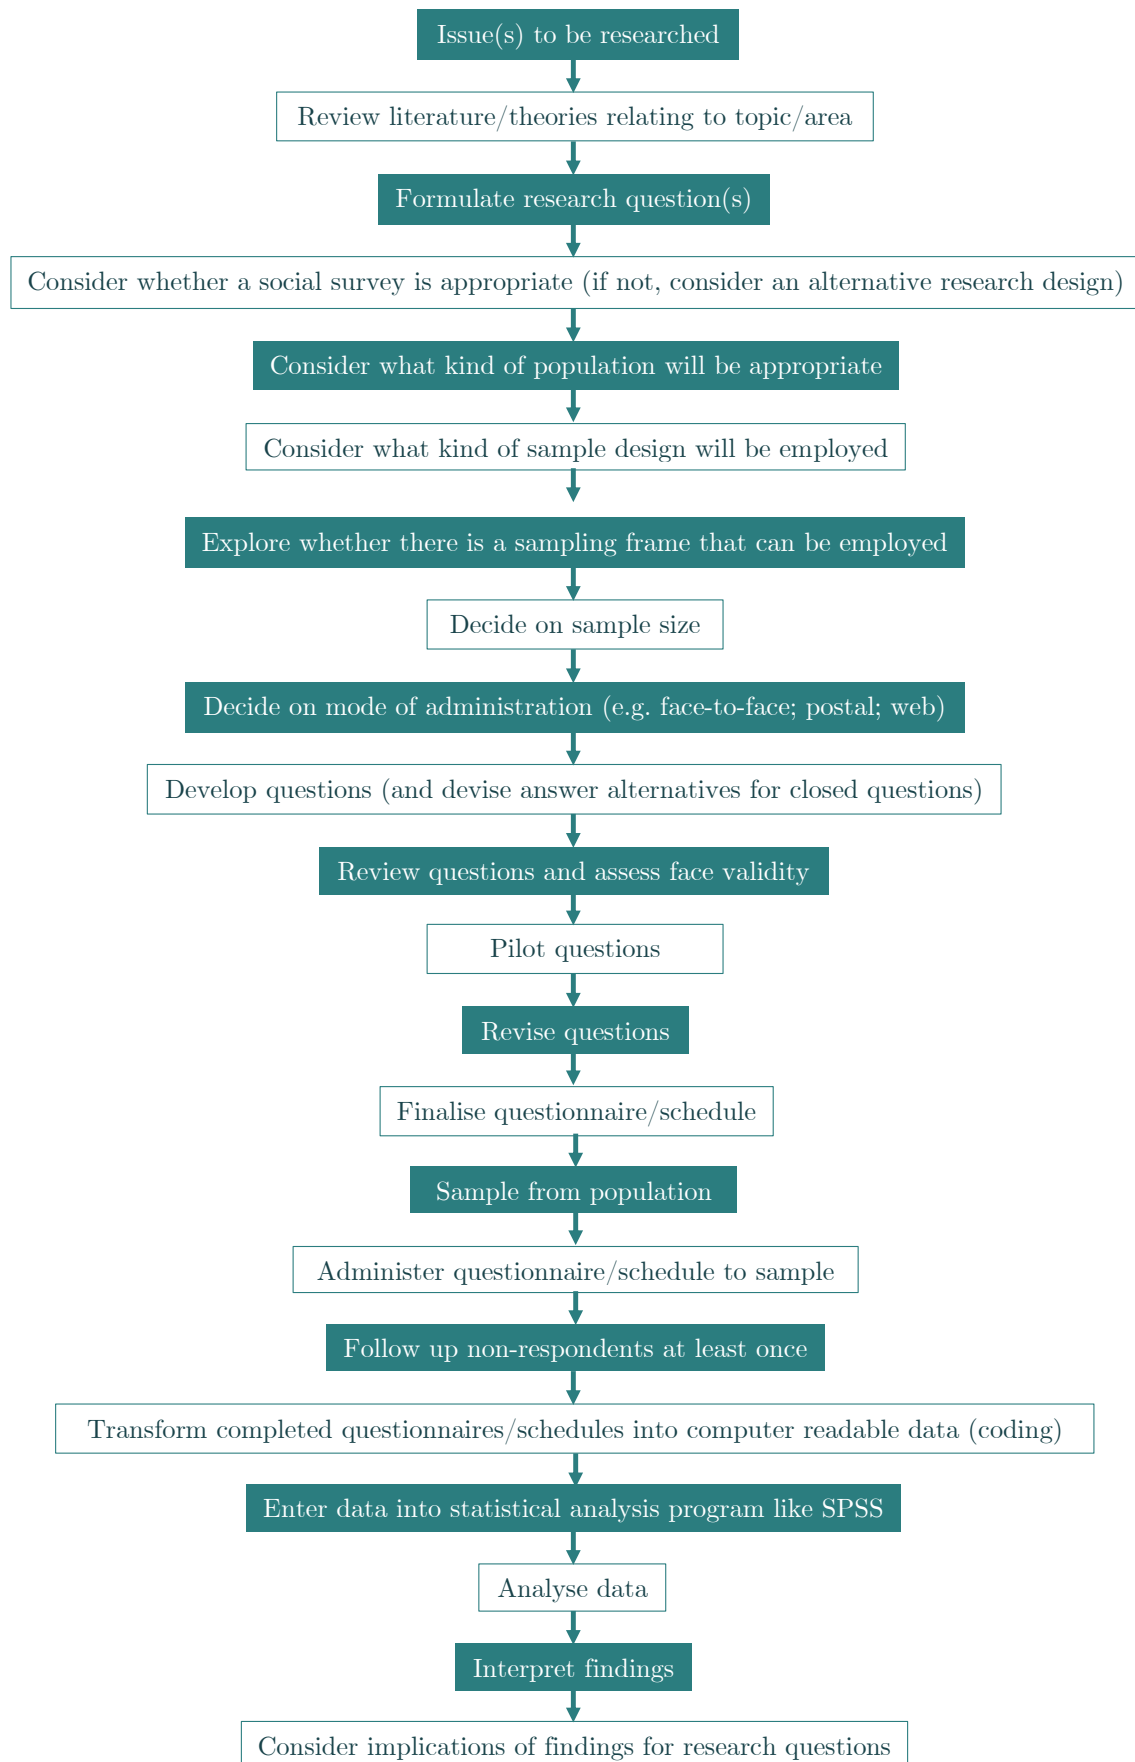 Issue(s) to be researched
Review literature/theories relating to topic/area
Formulate research question(s)
Consider whether a social survey is appropriate (if not, consider an alternative research design)
Consider what kind of population will be appropriate
Consider what kind of sample design will be employed
Explore whether there is a sampling frame that can be employed
Decide on sample size
Decide on mode of administration (e.g. face-to-face; postal; web)
Develop questions (and devise answer alternatives for closed questions)
Review questions and assess face validity
Pilot questions
Revise questions
Finalise questionnaire/schedule
Sample from population
Administer questionnaire/schedule to sample
Follow up non-respondents at least once
Transform completed questionnaires/schedules into computer readable data (coding)
Enter data into statistical analysis program like SPSS
Analyse data
Interpret findings
Consider implications of findings for research questions